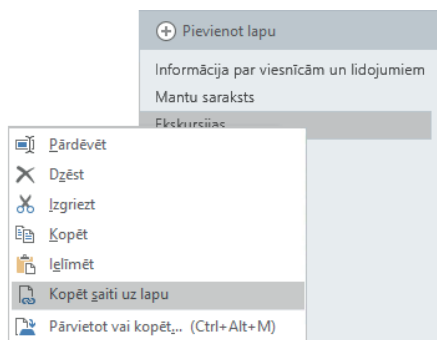 Pievienot lapu
Informācija par viesnīcām un lidojumiem
Mantu saraksts
Ekskursijas
Pārdēvēt
Dzēst
Izgriezt
Kopēt
Ielīmēt
Kopēt saiti uz lapu
Pārvietot vai kopēt... (Ctrl+Alt+M)